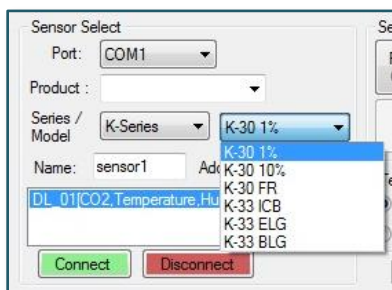 Sensor Select
Port: COM1
Product :
Series / Model K-Series K-30 1%
K-30 1%
K-30 10%
K-30 FR
K-33 ICB
K-33 ELG
K-33 BLG
Name: sensor1
DL_01[CO2,Temperature,Hu
Connect Disconnect